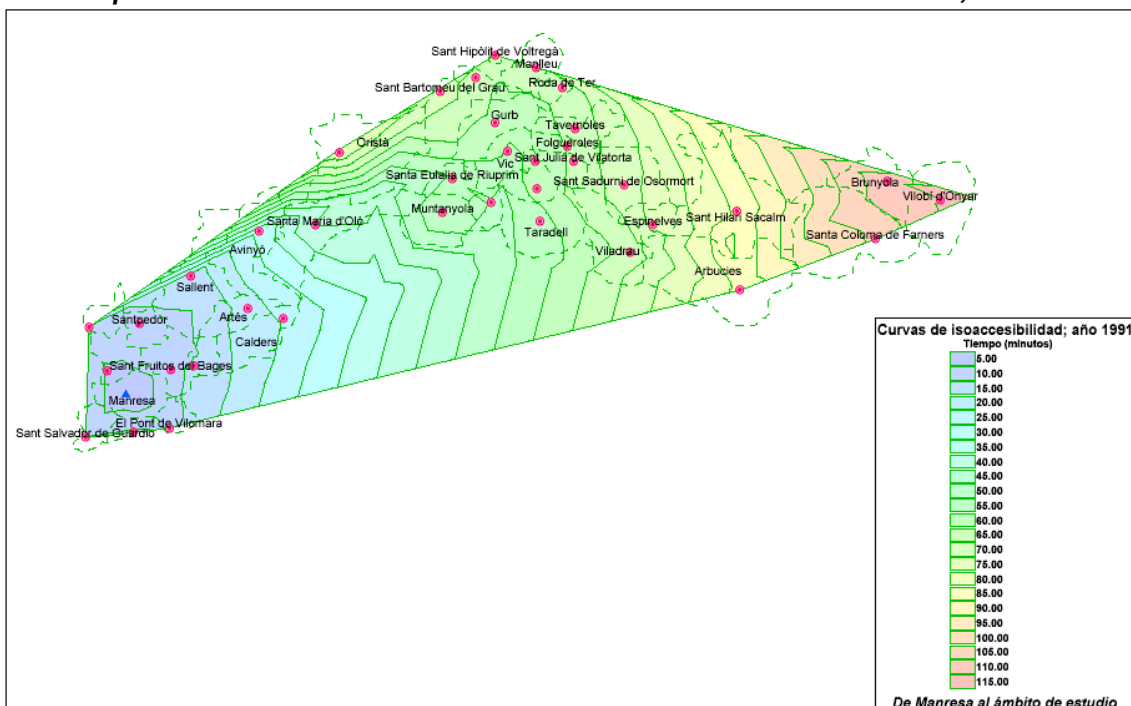 Sant Hipòlit de Voltregà
Manlleu
Sant Bartomeu del Grau
Roda de Ter
Gurb
Tavernoles
Oristà
Folgueroles
Vic
Sant Julià de Vilatorta
Santa Eulalia de Riuprim
Sant Sadurni de Osormort
Brunyola
Vilobi d'Onyar
Muntanyola
Santa Maria d'Oló
Espinelves
Sant Hilari Sacalm
Taradell
Santa Coloma de Farners
Avinyó
Viladrau
Arbucies
Sallent
Santpedor
Artés
Calders
Sant Fruitos del Bages
Manresa
El Pont de Vilomara
Sant Salvador de Guardio
Curvas de isoaccesibilidad; año 1991
Tiempo (minutos)
5.00
10.00
15.00
20.00
25.00
30.00
35.00
40.00
45.00
50.00
55.00
60.00
65.00
70.00
75.00
80.00
85.00
90.00
95.00
100.00
105.00
110.00
115.00
De Manresa al ámbito de estudio